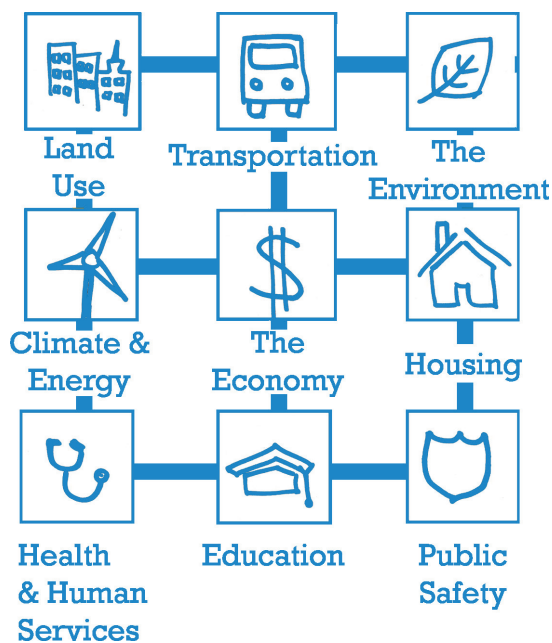 Land
Use
Transportation
The
Environment
Climate &
Energy
$
The
Economy
Housing
Health
& Human
Services
Education
Public
Safety